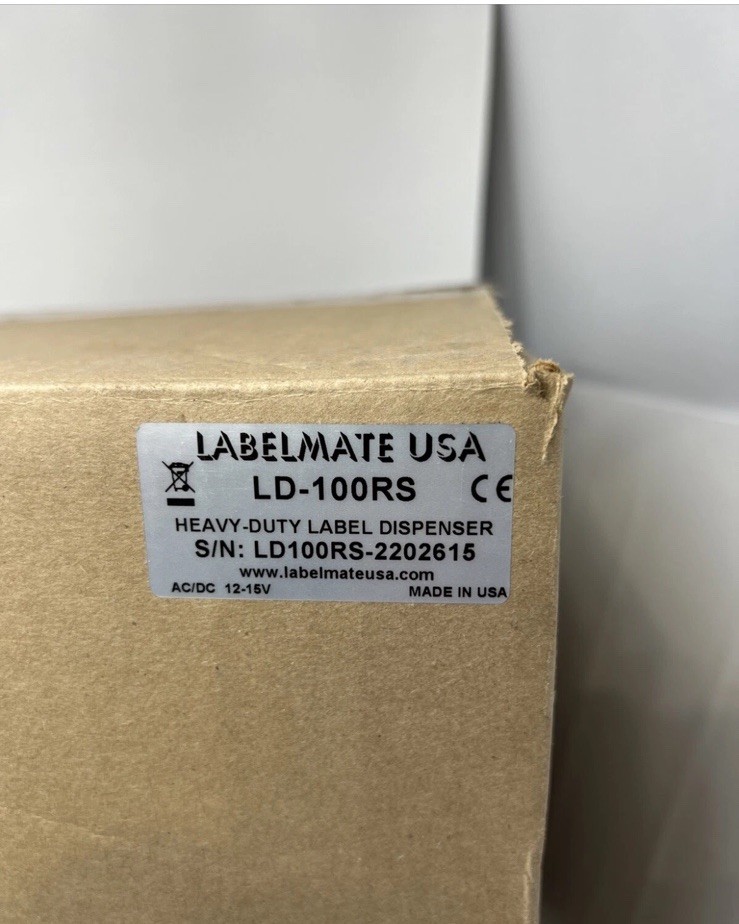 LABELMATE USA
LD-100RS CE
HEAVY-DUTY LABEL DISPENSER
S/N: LD100RS-2202615
www.labelmateusa.com
AC/DC 12-15V MADE IN USA